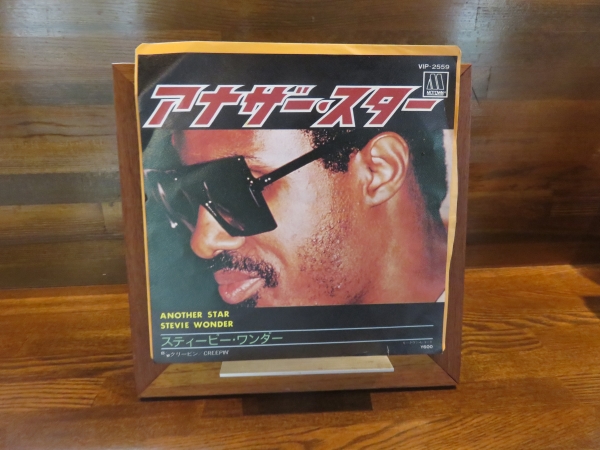 VIP-2559
MOTOWN
アナザー・スター
ANOTHER STAR
STEVIE WONDER
スティービー・ワンダー
クリーピン CREEPIN'
¥600